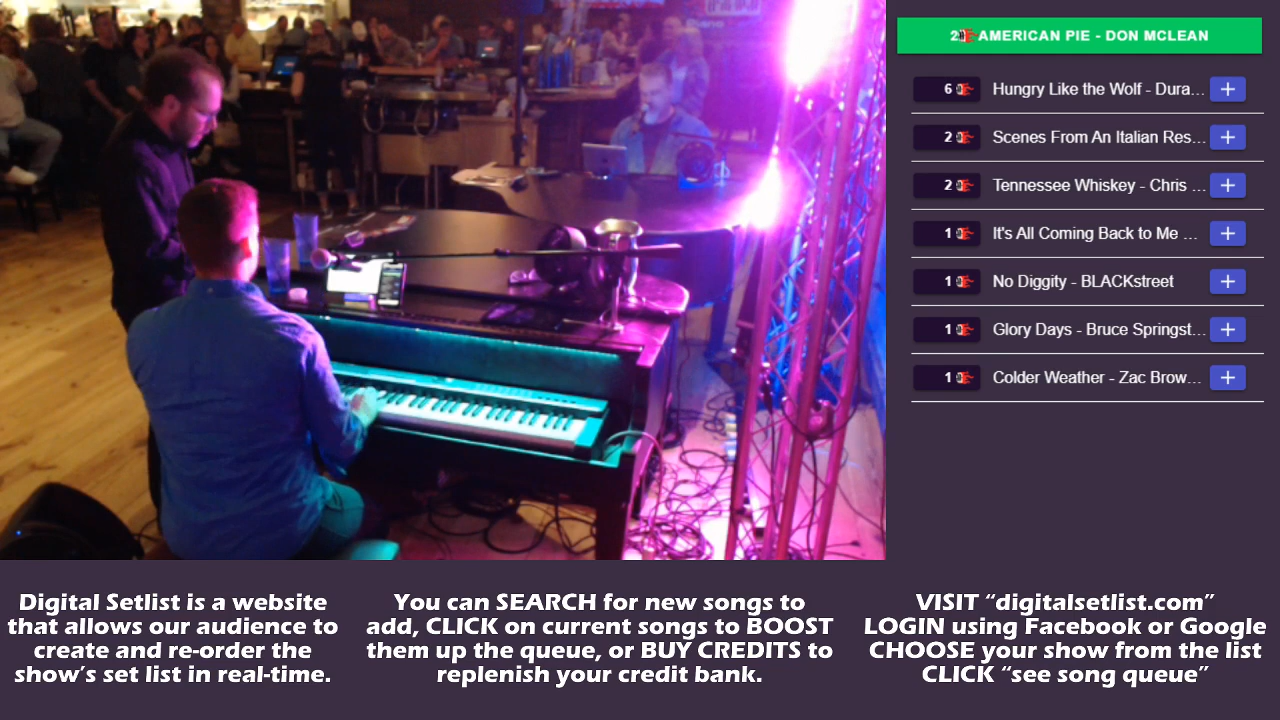 2 AMERICAN PIE - DON MCLEAN
6 Hungry Like the Wolf - Dura...
2 Scenes From An Italian Res...
2 Tennessee Whiskey - Chris ...
1 It's All Coming Back to Me ...
1 No Diggity - BLACKstreet
1 Glory Days - Bruce Springst...
1 Colder Weather - Zac Brow...
Digital Setlist is a website
that allows our audience to
create and re-order the
show's set list in real-time.
You can SEARCH for new songs to
add, CLICK on current songs to BOOST
them up the queue, or BUY CREDITS to
replenish your credit bank.
VISIT “digitalsetlist.com”
LOGIN using Facebook or Google
CHOOSE your show from the list
CLICK “see song queue”